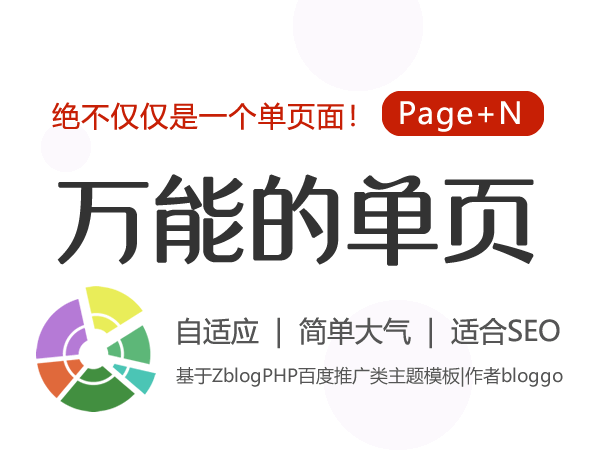 绝不仅仅是一个单页面！ Page+N
万能的单页
自适应 | 简单大气 | 适合SEO
基于ZblogPHP百度推广类主题模板|作者bloggo